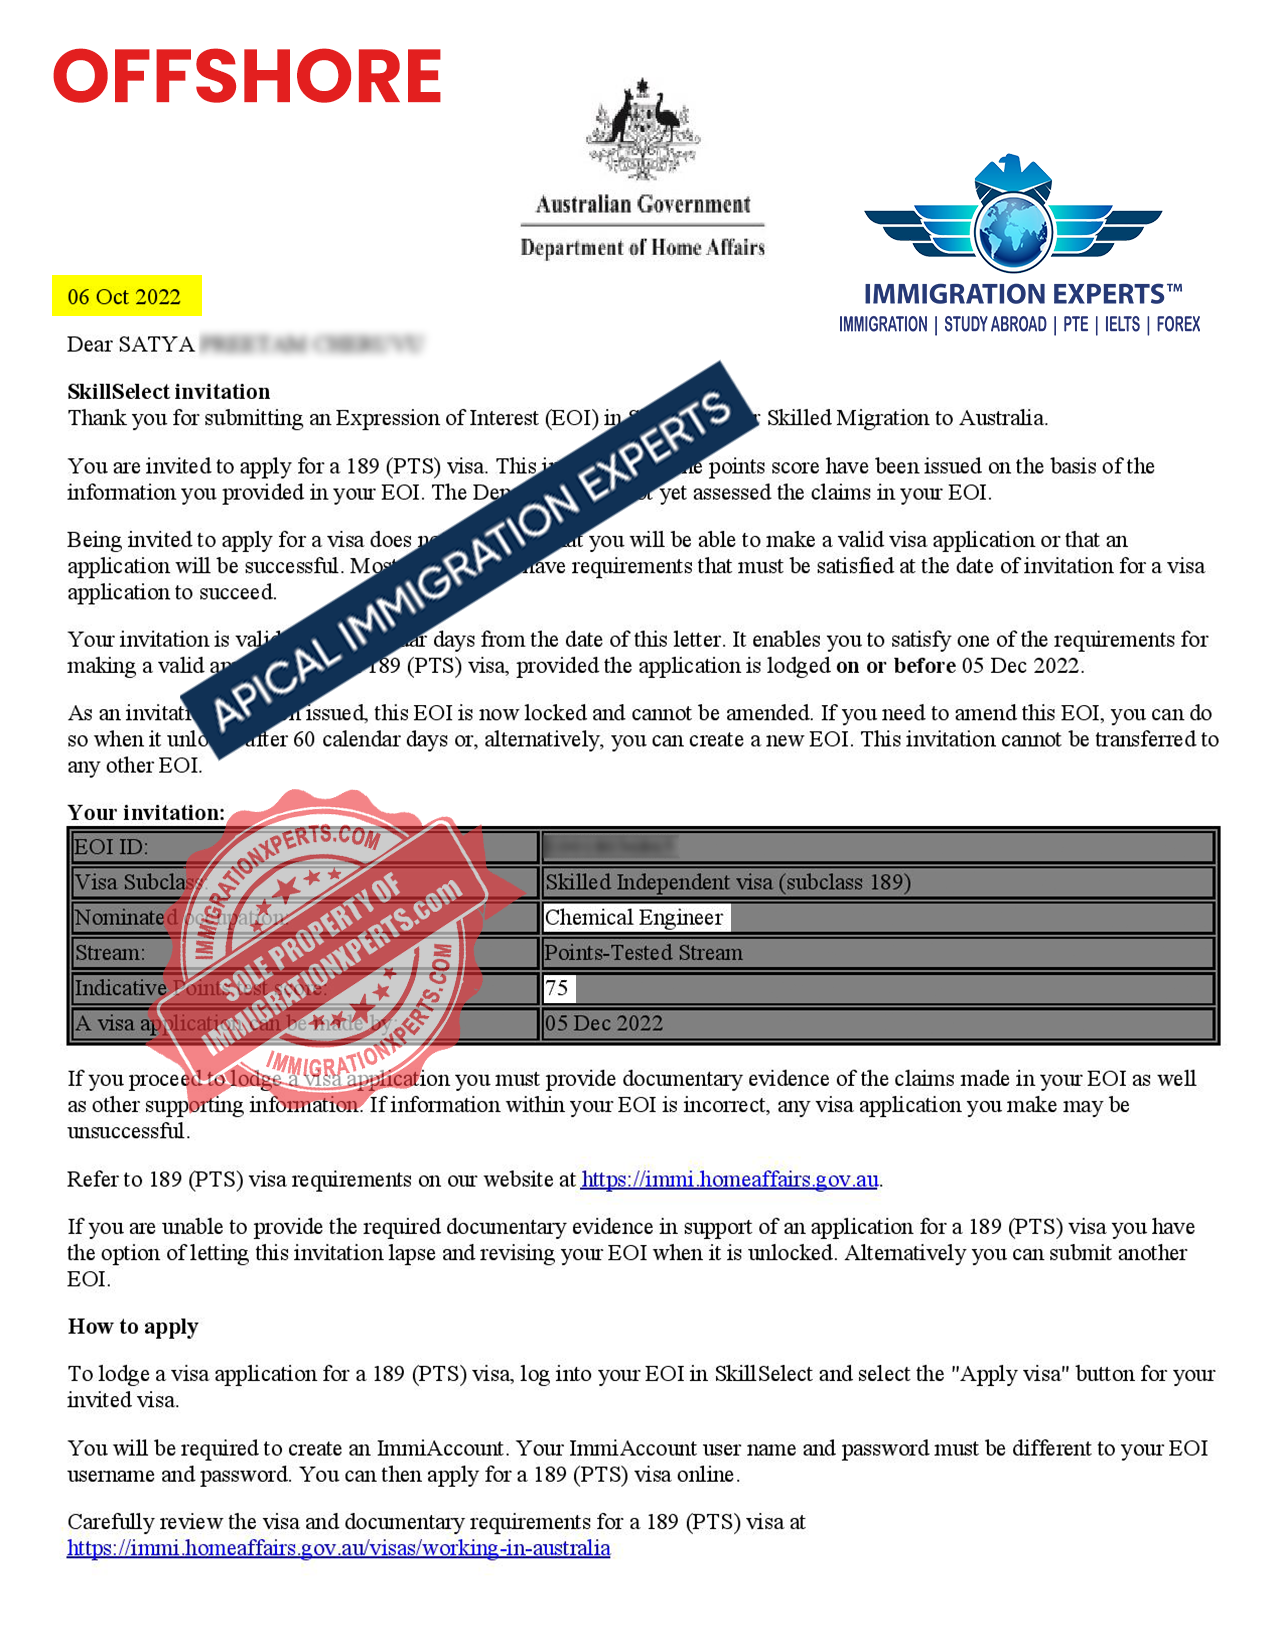 OFFSHORE
Australian Government
Department of Home Affairs
IMMIGRATION EXPERTS™
IMMIGRATION | STUDY ABROAD | PTE | IELTS | FOREX
06 Oct 2022
Dear SATYA
SkillSelect invitation
Thank you for submitting an Expression of Interest (EOI) in Skilled Migration to Australia.
You are invited to apply for a 189 (PTS) visa. This points score have been issued on the basis of the
information you provided in your EOI. The yet assessed the claims in your EOI.
Being invited to apply for a visa does you will be able to make a valid visa application or that an
application will be successful. Most have requirements that must be satisfied at the date of invitation for a visa
application to succeed.
Your invitation is valid days from the date of this letter. It enables you to satisfy one of the requirements for
making a valid 189 (PTS) visa, provided the application is lodged on or before 05 Dec 2022.
As an invitation issued, this EOI is now locked and cannot be amended. If you need to amend this EOI, you can do
so when it unlocks after 60 calendar days or, alternatively, you can create a new EOI. This invitation cannot be transferred to
any other EOI.
APICAL IMMIGRATION EXPERTS
Your invitation:
EOI ID:
Visa Subclass: Skilled Independent visa (subclass 189)
Nominated occupation: Chemical Engineer
Stream: Points-Tested Stream
Indicative Points test score: 75
A visa application can be made by: 05 Dec 2022
IMMIGRATIONXPERTS.COM
SOLE PROPERTY OF
IMMIGRATIONXPERTS.com
IMMIGRATIONXPERTS.COM
If you proceed to lodge a visa application you must provide documentary evidence of the claims made in your EOI as well
as other supporting information. If information within your EOI is incorrect, any visa application you make may be
unsuccessful.
Refer to 189 (PTS) visa requirements on our website at https://immi.homeaffairs.gov.au.
If you are unable to provide the required documentary evidence in support of an application for a 189 (PTS) visa you have
the option of letting this invitation lapse and revising your EOI when it is unlocked. Alternatively you can submit another
EOI.
How to apply
To lodge a visa application for a 189 (PTS) visa, log into your EOI in SkillSelect and select the "Apply visa" button for your
invited visa.
You will be required to create an ImmiAccount. Your ImmiAccount user name and password must be different to your EOI
username and password. You can then apply for a 189 (PTS) visa online.
Carefully review the visa and documentary requirements for a 189 (PTS) visa at
https://immi.homeaffairs.gov.au/visas/working-in-australia